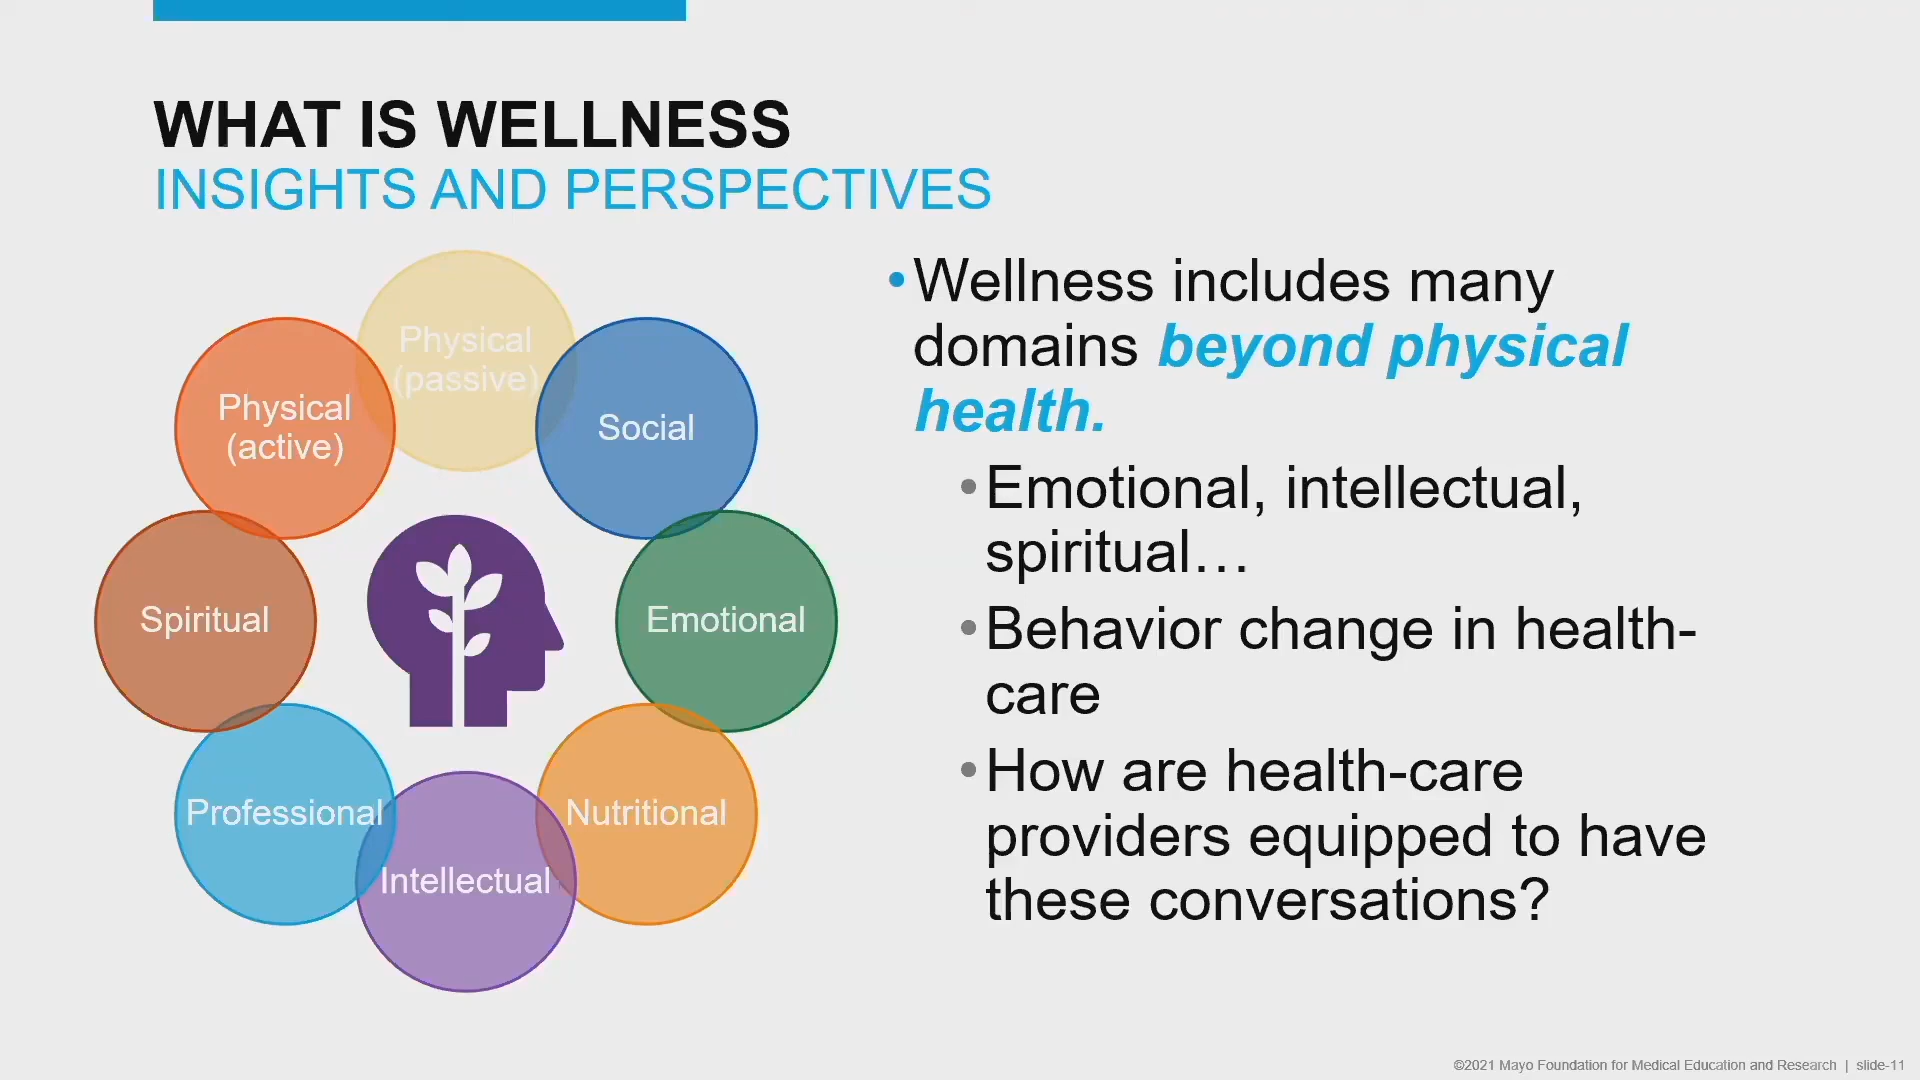 WHAT IS WELLNESS
INSIGHTS AND PERSPECTIVES
Physical
(passive)
Physical
(active)
Social
Spiritual
Emotional
Professional
Nutritional
Intellectual
•Wellness includes many
domains beyond physical
health.
•Emotional, intellectual,
spiritual…
•Behavior change in health-
care
•How are health-care
providers equipped to have
these conversations?
©2021 Mayo Foundation for Medical Education and Research | slide-11